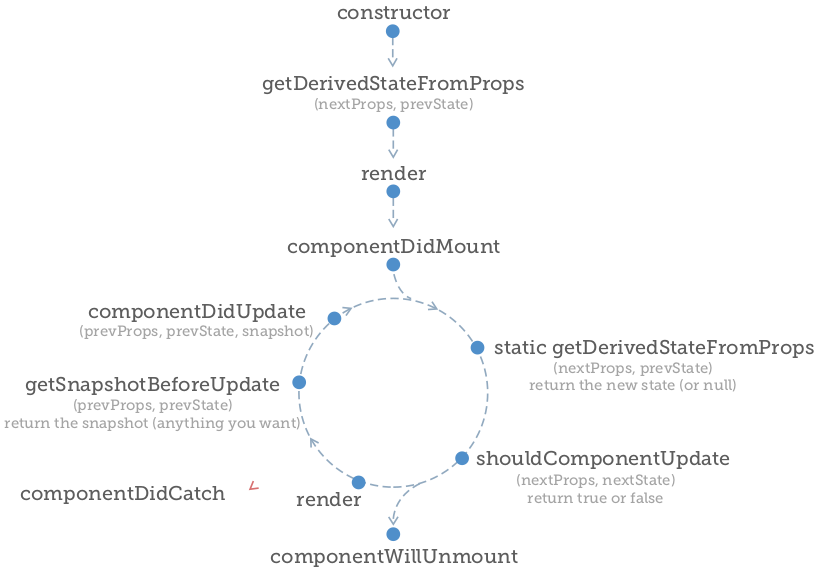 constructor
getDerivedStateFromProps
(nextProps, prevState)
render
componentDidMount
componentDidUpdate
(prevProps, prevState, snapshot)
static getDerivedStateFromProps
(nextProps, prevState)
return the new state (or null)
getSnapshotBeforeUpdate
(prevProps, prevState)
return the snapshot (anything you want)
shouldComponentUpdate
(nextProps, nextState)
return true or false
componentDidCatch
render
componentWillUnmount